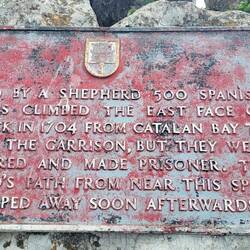 D BY A SHEPHERD 500 SPANIS
S CLIMBED THE EAST FACE O
K IN 1704 FROM CATALAN BAY
THE GARRISON, BUT THEY WE
RED AND MADE PRISONER.
'S PATH FROM NEAR THIS S
PED AWAY SOON AFTERWARDS